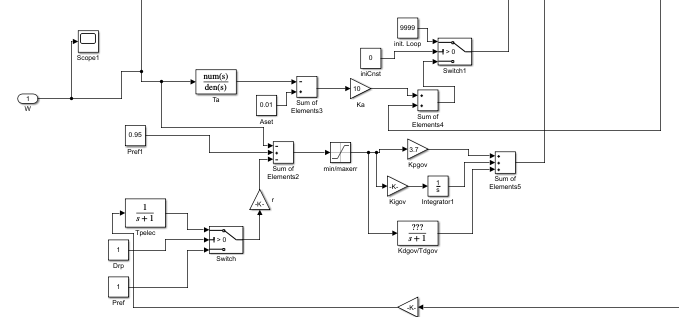 9999
init. Loop
> 0
Switch1
0
iniCnst
Scope1
1
W
num(s)
den(s)
Ta
0.01
Aset
Sum of
Elements3
10
Ka
Sum of
Elements4
0.95
Pref1
Sum of
Elements2
min/maxerr
3.7
Kpgov
-K-
Kigov
1
s
Integrator1
Sum of
Elements5
???
s + 1
Kdgov/Tdgov
-K-
r
1
s + 1
Tpelec
> 0
Switch
1
Drp
1
Pref
-K-